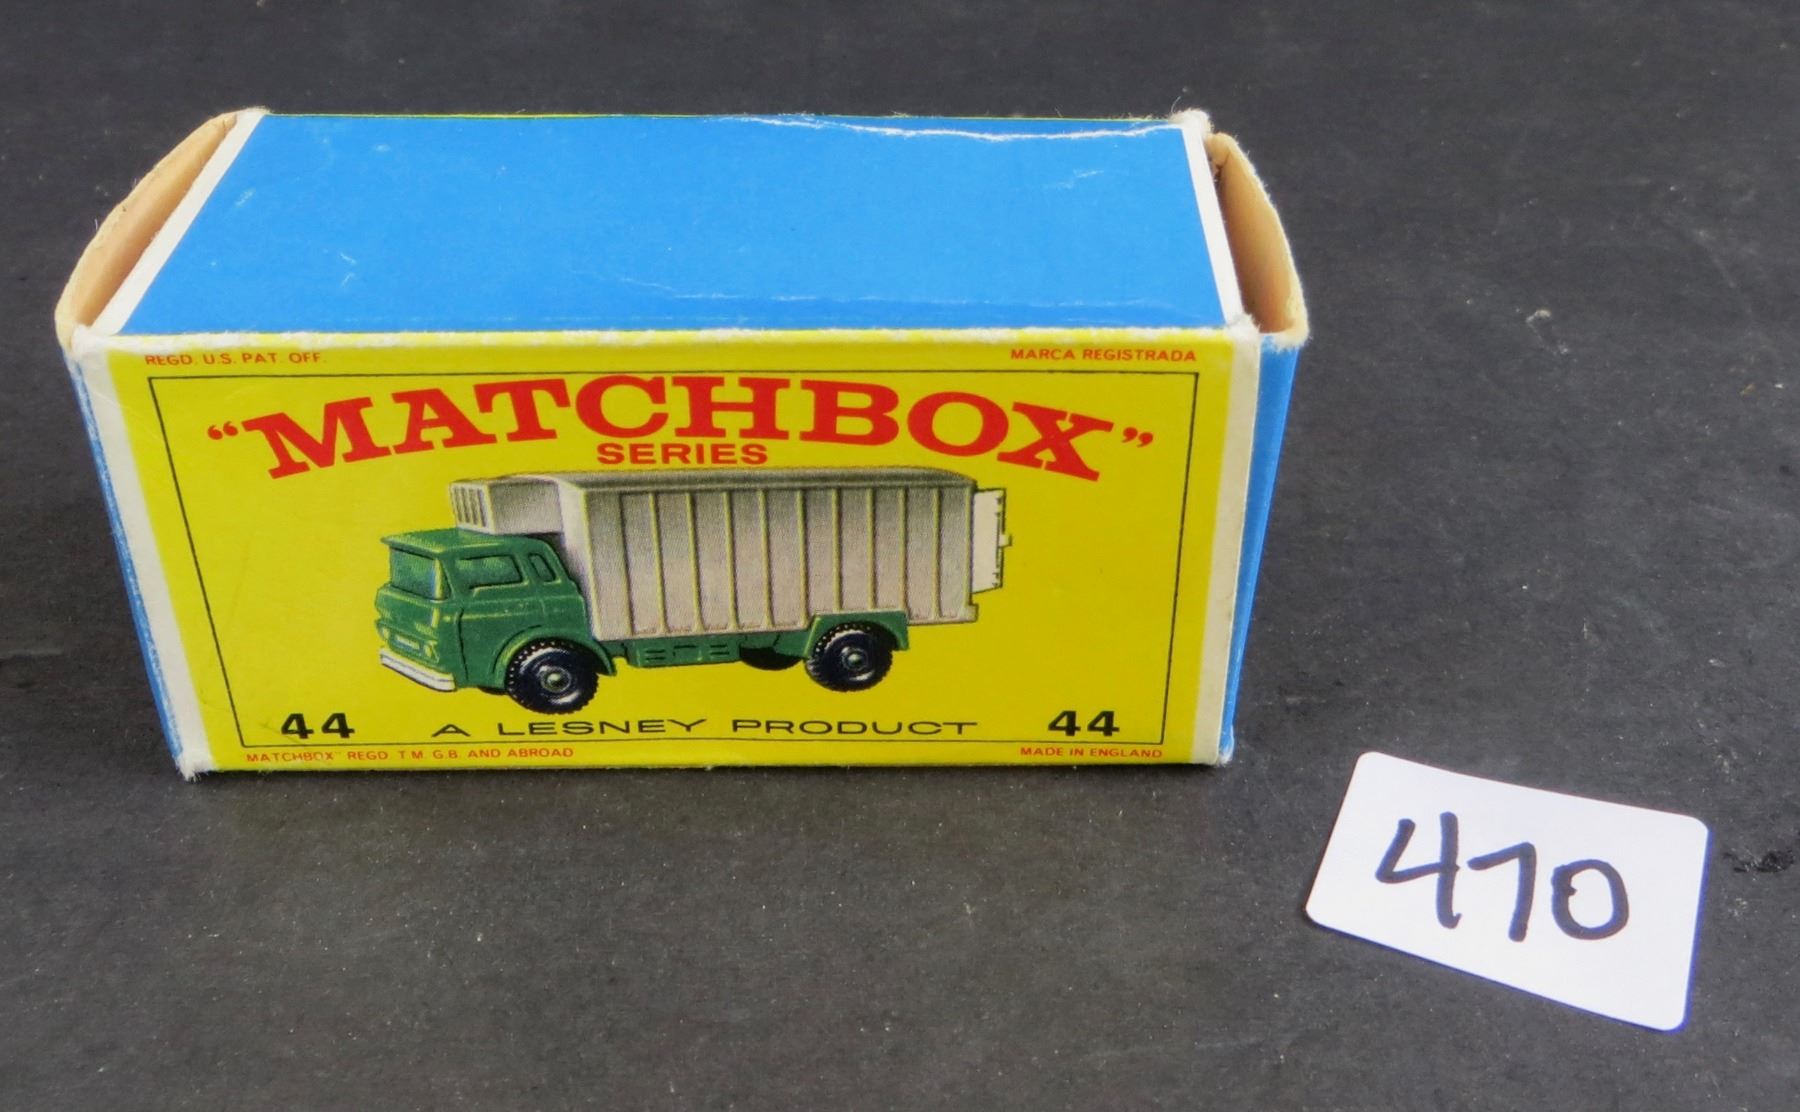 REGD. U.S. PAT. OFF. MARCA REGISTRADA
"MATCHBOX"
SERIES
44 A LESNEY PRODUCT 44
MATCHBOX" REGD T M G.B. AND ABROAD MADE IN ENGLAND
410